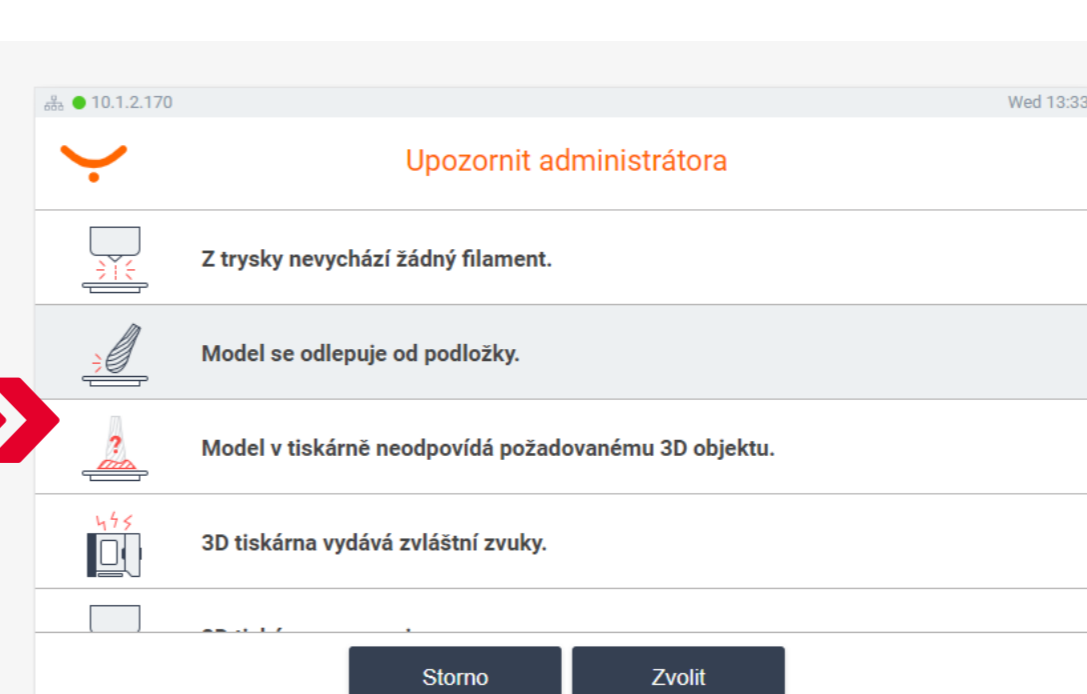 10.1.2.170
Wed 13:33
Upozornit administrátora
Z trysky nevychází žádný filament.
Model se odlepuje od podložky.
?
Model v tiskárně neodpovídá požadovanému 3D objektu.
3D tiskárna vydává zvláštní zvuky.
Storno
Zvolit